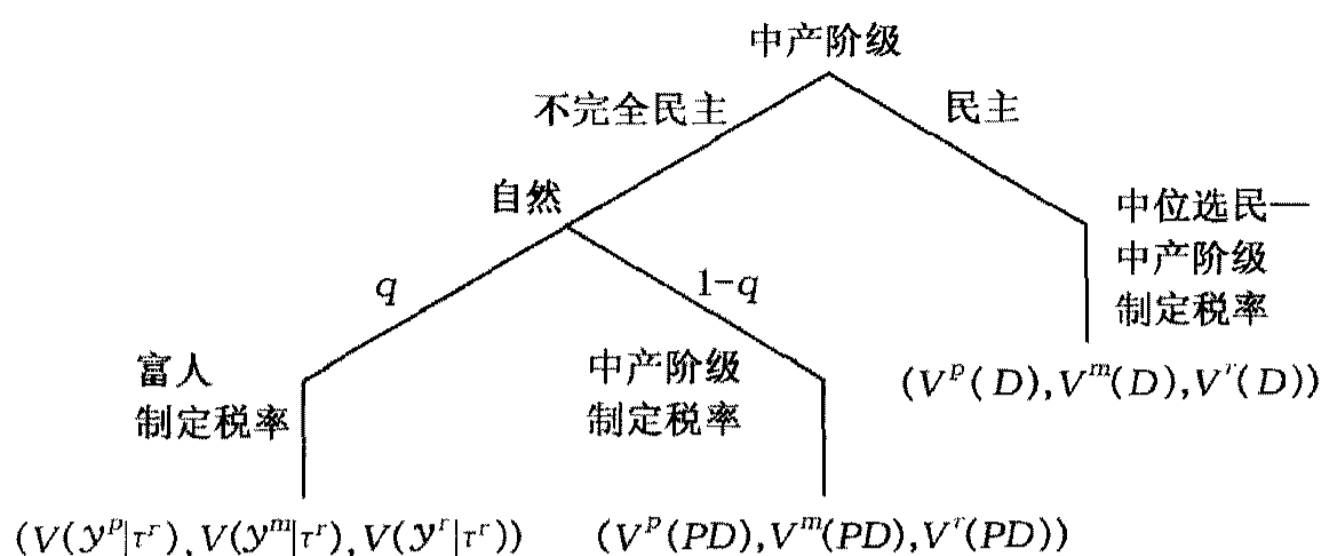 中产阶级
不完全民主
民主
自然
中位选民—
中产阶级
制定税率
q
1-q
富人
制定税率
中产阶级
制定税率
(V^p(D),V^m(D),V^r(D))
(V(y^p|τ^r),V(y^m|τ^r),V(y^r|τ^r))
(V^p(PD),V^m(PD),V^r(PD))